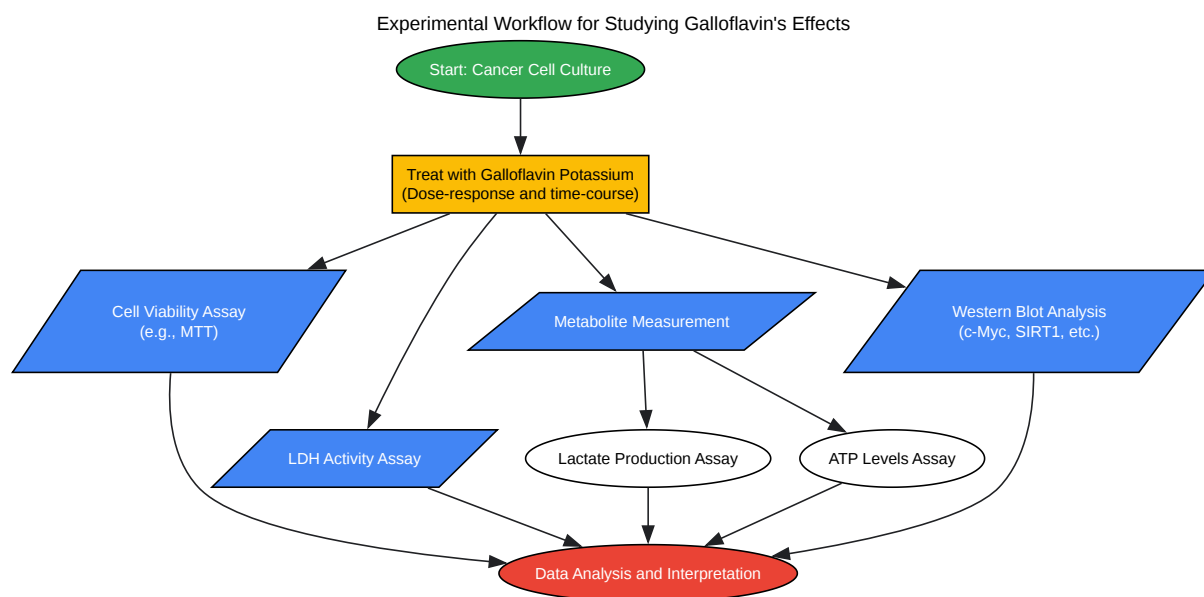 Experimental Workflow for Studying Galloflavin's Effects
Start: Cancer Cell Culture
Treat with Galloflavin Potassium
(Dose-response and time-course)
Cell Viability Assay
(e.g., MTT)
Metabolite Measurement
Western Blot Analysis
(c-Myc, SIRT1, etc.)
LDH Activity Assay
Lactate Production Assay
ATP Levels Assay
Data Analysis and Interpretation